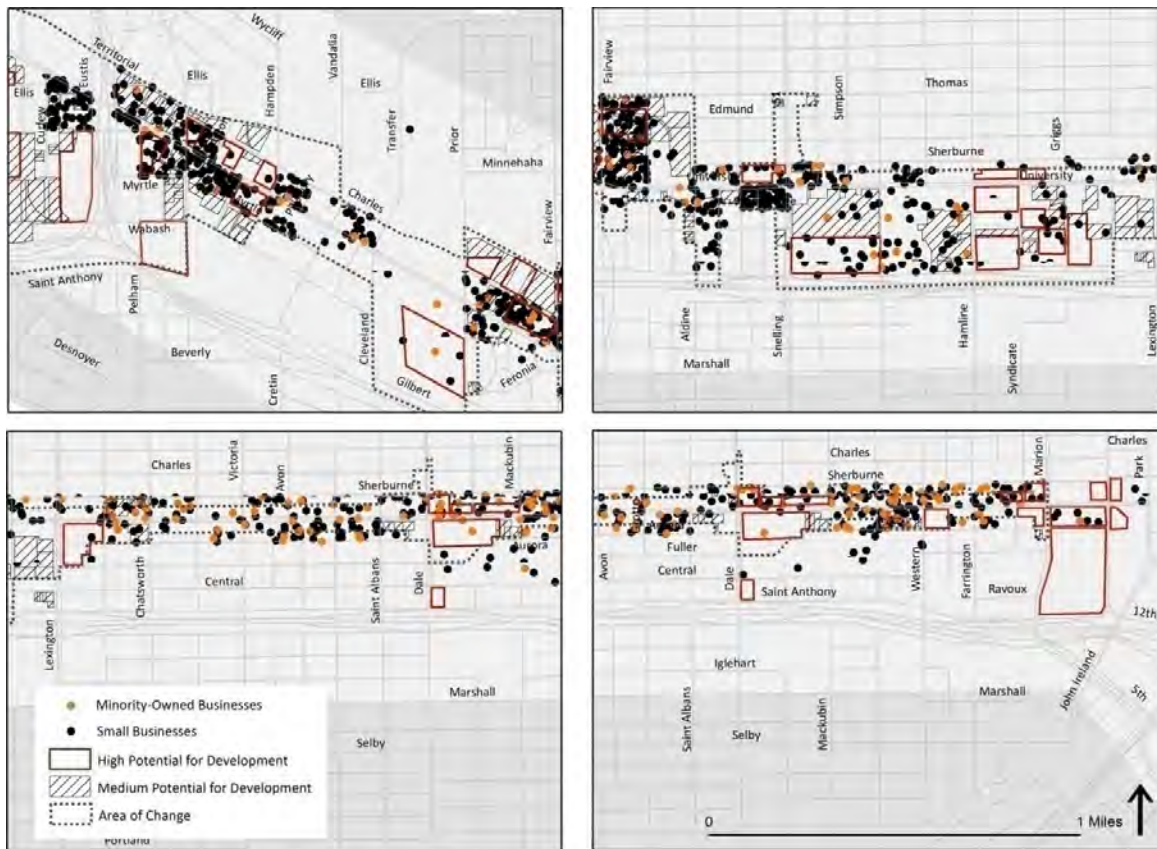 Wycliff
Territorial
Ellis
Eustis
Ellis
Hampden
Vandalia
Ellis
Transfer
Prior
Minnehaha
Myrtle
Charles
Fairview
Wabash
Saint Anthony
Pelham
Desnoyer
Beverly
Cretin
Cleveland
Gilbert
Feronia
Fairview
Edmund
Simpson
Thomas
Griggs
Sherburne
University
Aldine
Snelling
Hamline
Syndicate
Lexington
Marshall
Charles
Victoria
Avon
Sherburne
Mackubin
Aurora
Chatsworth
Central
Saint Albans
Dale
Lexington
Marshall
Selby
Portland
Minority-Owned Businesses
Small Businesses
High Potential for Development
Medium Potential for Development
Area of Change
Charles
Sherburne
Marion
Charles
Park
Avon
Fuller
Central
Dale
Saint Anthony
Western
Farrington
Ravoux
12th
Iglehart
Saint Albans
Selby
Mackubin
Marshall
John Ireland
5th
0
1 Miles